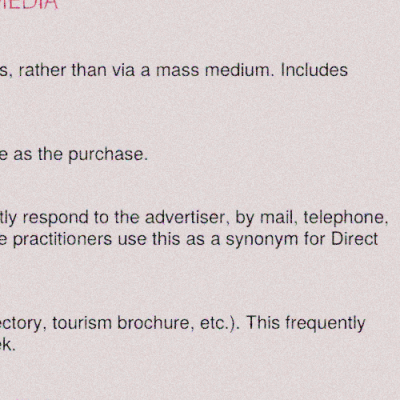 MEDIA
s, rather than via a mass medium. Includes
e as the purchase.
tly respond to the advertiser, by mail, telephone,
e practitioners use this as a synonym for Direct
ectory, tourism brochure, etc.). This frequently
ek.